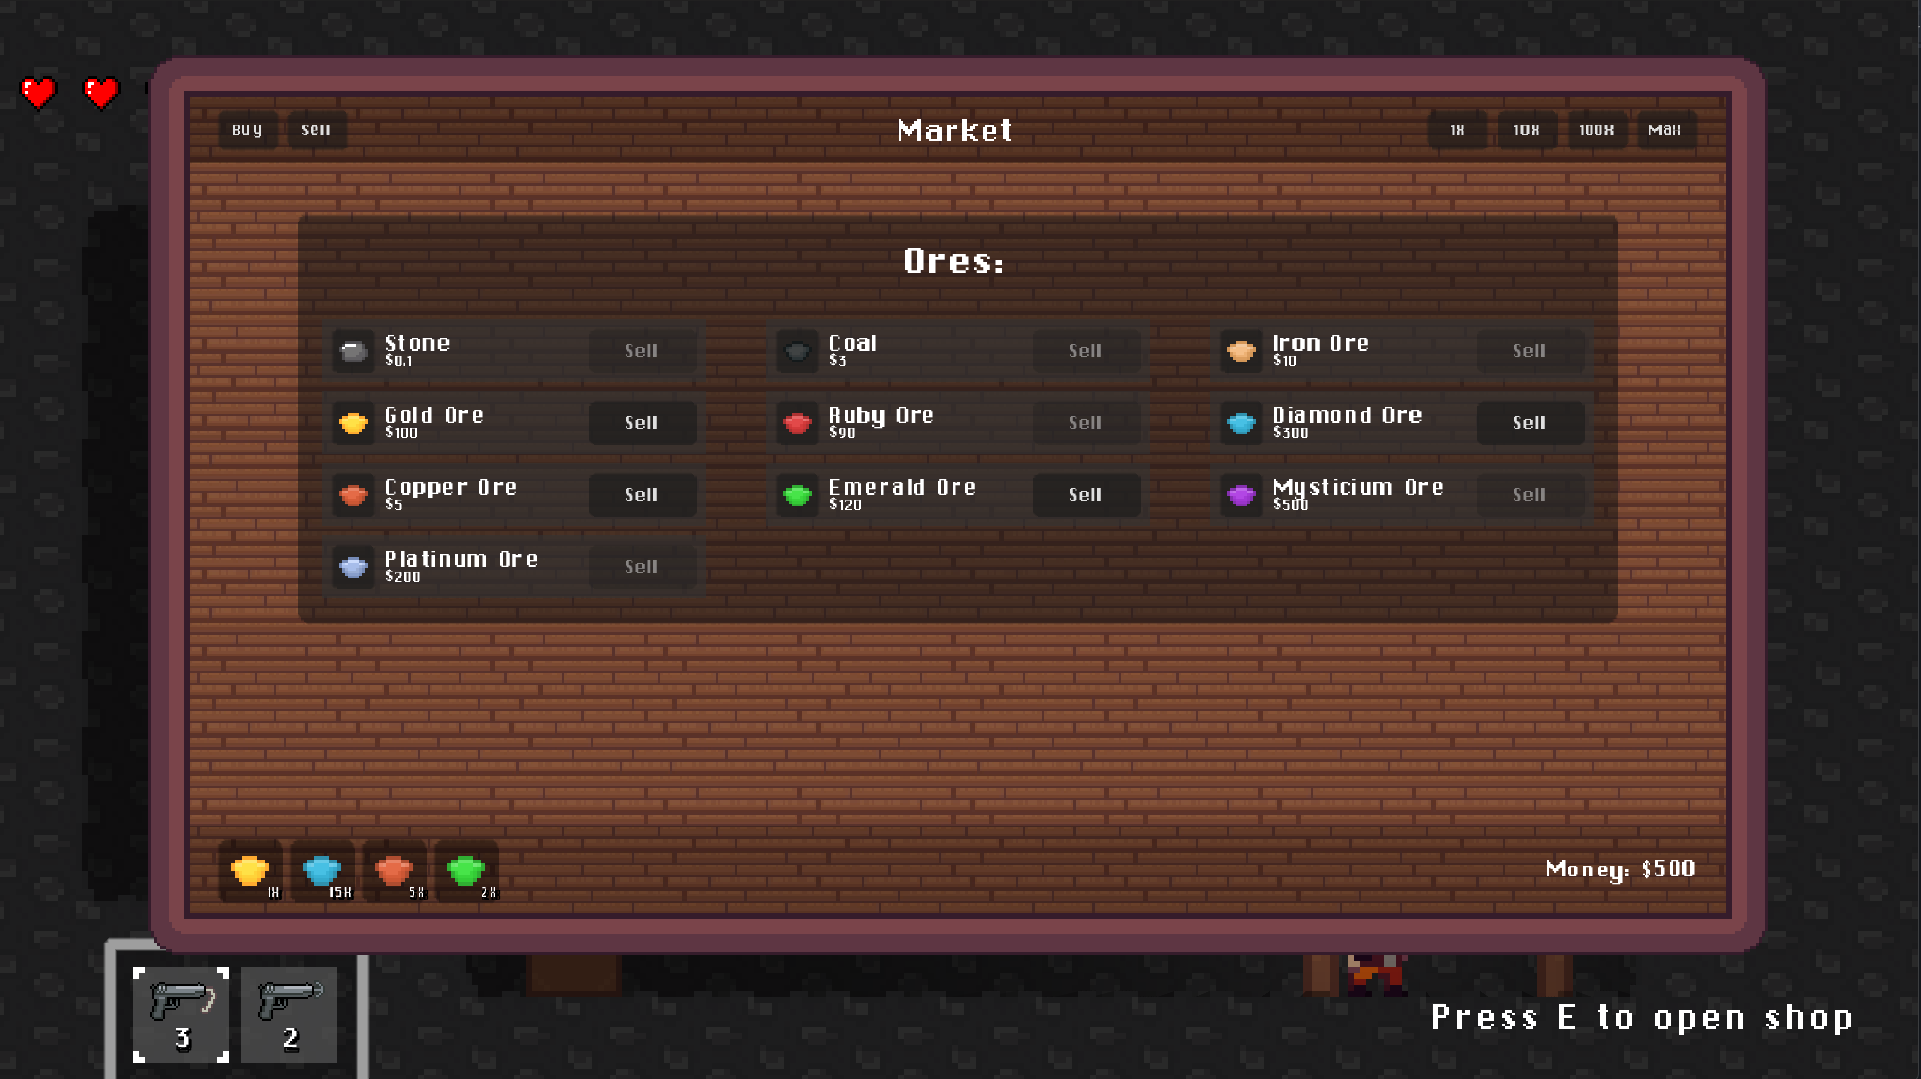 Buy Sell Market 1X 10X 100X Max
Ores:
Stone Sell Coal Sell Iron Ore Sell
$0.1 $3 $10
Gold Ore Sell Ruby Ore Sell Diamond Ore Sell
$100 $90 $300
Copper Ore Sell Emerald Ore Sell Mysticium Ore Sell
$5 $120 $500
Platinum Ore Sell
$200
Money: $500
1X 15X 5X 2X
Press E to open shop
3 2